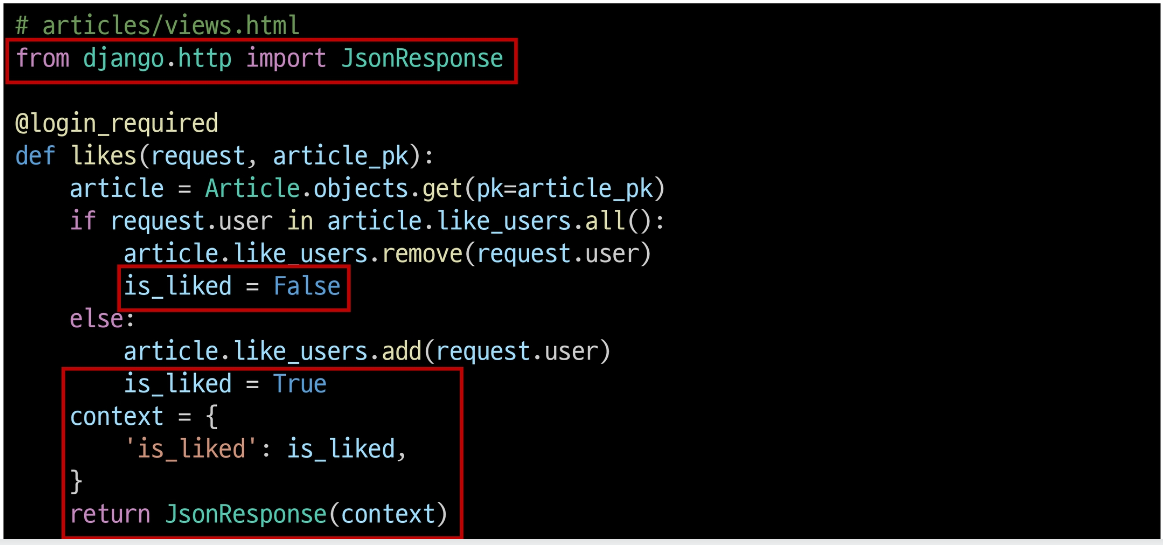 # articles/views.html
from django.http import JsonResponse
@login_required
def likes(request, article_pk):
    article = Article.objects.get(pk=article_pk)
    if request.user in article.like_users.all():
        article.like_users.remove(request.user)
        is_liked = False
    else:
        article.like_users.add(request.user)
        is_liked = True
    context = {
        'is_liked': is_liked,
    }
    return JsonResponse(context)